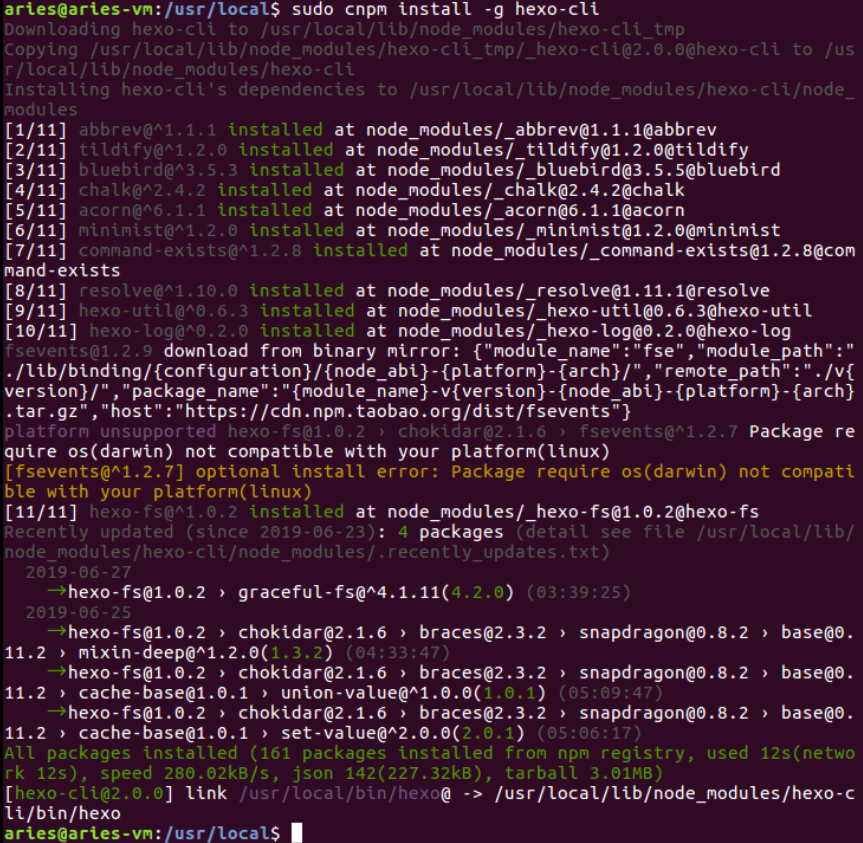 aries@aries-vm:/usr/local$ sudo cnpm install -g hexo-cli
Downloading hexo-cli to /usr/local/lib/node_modules/hexo-cli_tmp
Copying /usr/local/lib/node_modules/hexo-cli_tmp/_hexo-cli@2.0.0@hexo-cli to /us
r/local/lib/node_modules/hexo-cli
Installing hexo-cli's dependencies to /usr/local/lib/node_modules/hexo-cli/node_
modules
[1/11] abbrev@^1.1.1 installed at node_modules/_abbrev@1.1.1@abbrev
[2/11] tildify@^1.2.0 installed at node_modules/_tildify@1.2.0@tildify
[3/11] bluebird@^3.5.3 installed at node_modules/_bluebird@3.5.5@bluebird
[4/11] chalk@^2.4.2 installed at node_modules/_chalk@2.4.2@chalk
[5/11] acorn@^6.1.1 installed at node_modules/_acorn@6.1.1@acorn
[6/11] minimist@^1.2.0 installed at node_modules/_minimist@1.2.0@minimist
[7/11] command-exists@^1.2.8 installed at node_modules/_command-exists@1.2.8@com
mand-exists
[8/11] resolve@^1.10.0 installed at node_modules/_resolve@1.11.1@resolve
[9/11] hexo-util@^0.6.3 installed at node_modules/_hexo-util@0.6.3@hexo-util
[10/11] hexo-log@^0.2.0 installed at node_modules/_hexo-log@0.2.0@hexo-log
fsevents@1.2.9 download from binary mirror: {"module_name":"fse","module_path":"
./lib/binding/{configuration}/{node_abi}-{platform}-{arch}/","remote_path":"./v{
version}/","package_name":"{module_name}-v{version}-{node_abi}-{platform}-{arch}
.tar.gz","host":"https://cdn.npm.taobao.org/dist/fsevents"}
platform unsupported hexo-fs@1.0.2 › chokidar@2.1.6 › fsevents@^1.2.7 Package re
quire os(darwin) not compatible with your platform(linux)
[fsevents@^1.2.7] optional install error: Package require os(darwin) not compati
ble with your platform(linux)
[11/11] hexo-fs@^1.0.2 installed at node_modules/_hexo-fs@1.0.2@hexo-fs
Recently updated (since 2019-06-23): 4 packages (detail see file /usr/local/lib/
node_modules/hexo-cli/node_modules/.recently_updates.txt)
2019-06-27
→hexo-fs@1.0.2 › graceful-fs@^4.1.11(4.2.0) (03:39:25)
2019-06-25
→hexo-fs@1.0.2 › chokidar@2.1.6 › braces@2.3.2 › snapdragon@0.8.2 › base@0.
11.2 › mixin-deep@^1.2.0(1.3.2) (04:33:47)
→hexo-fs@1.0.2 › chokidar@2.1.6 › braces@2.3.2 › snapdragon@0.8.2 › base@0.
11.2 › cache-base@1.0.1 › union-value@^1.0.0(1.0.1) (05:09:47)
→hexo-fs@1.0.2 › chokidar@2.1.6 › braces@2.3.2 › snapdragon@0.8.2 › base@0.
11.2 › cache-base@1.0.1 › set-value@^2.0.0(2.0.1) (05:06:17)
All packages installed (161 packages installed from npm registry, used 12s(netwo
rk 12s), speed 280.02kB/s, json 142(227.32kB), tarball 3.01MB)
[hexo-cli@2.0.0] link /usr/local/bin/hexo@ -> /usr/local/lib/node_modules/hexo-c
li/bin/hexo
aries@aries-vm:/usr/local$